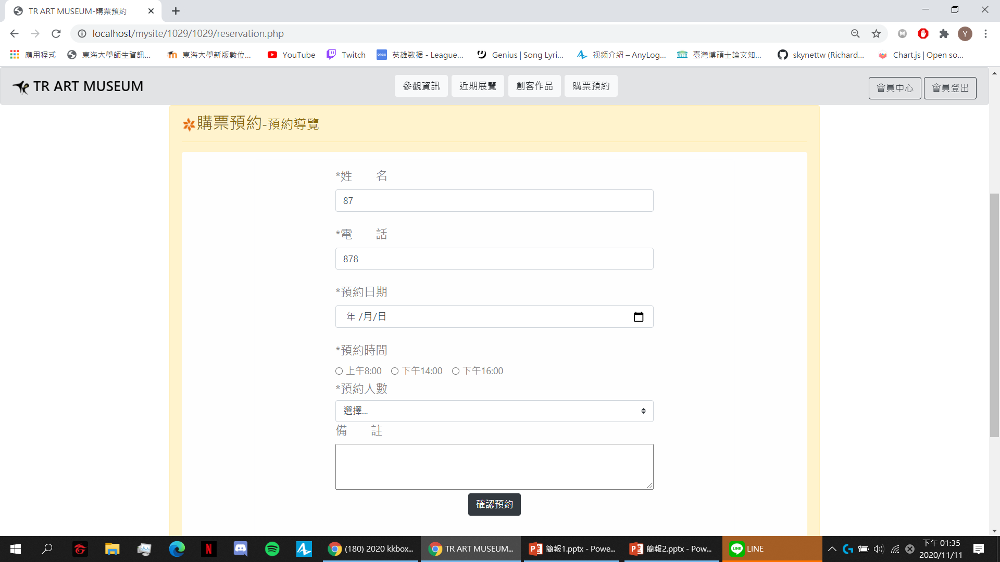 TR ART MUSEUM-購票預約
localhost/mysite/1029/1029/reservation.php
Y
應用程式
東海大學師生資訊...
東海大學新版數位...
YouTube
Twitch
OPGG
英雄数据 - League...
Genius | Song Lyri...
视频介绍 – AnyLog...
臺灣博碩士論文知...
skynettw (Richard...
Chart.js | Open so...
TR ART MUSEUM
參觀資訊
近期展覽
創客作品
購票預約
會員中心
會員登出
購票預約-預約導覽
*姓 名
87
*電 話
878
*預約日期
年 /月/日
*預約時間
上午8:00 下午14:00 下午16:00
*預約人數
選擇...
備 註
確認預約
(180) 2020 kkbox...
TR ART MUSEUM...
簡報1.pptx - Powe...
簡報2.pptx - Pow...
LINE
LINE
下午 01:35
2020/11/11